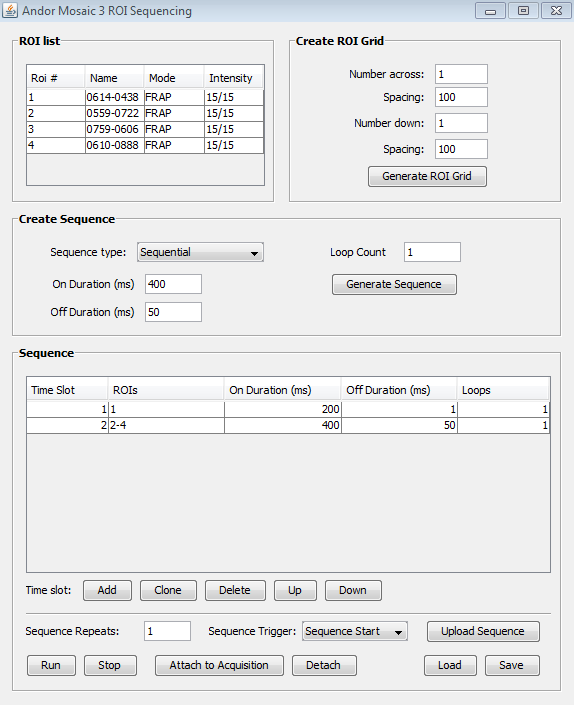 Andor Mosaic 3 ROI Sequencing
ROI list
Roi # Name Mode Intensity
1 0614-0438 FRAP 15/15
2 0559-0722 FRAP 15/15
3 0759-0606 FRAP 15/15
4 0610-0888 FRAP 15/15
Create ROI Grid
Number across: 1
Spacing: 100
Number down: 1
Spacing: 100
Generate ROI Grid
Create Sequence
Sequence type: Sequential Loop Count 1
On Duration (ms) 400 Generate Sequence
Off Duration (ms) 50
Sequence
Time Slot ROIs On Duration (ms) Off Duration (ms) Loops
1 1 200 1 1
2 2-4 400 50 1
Time slot: Add Clone Delete Up Down
Sequence Repeats: 1 Sequence Trigger: Sequence Start Upload Sequence
Run Stop Attach to Acquisition Detach Load Save